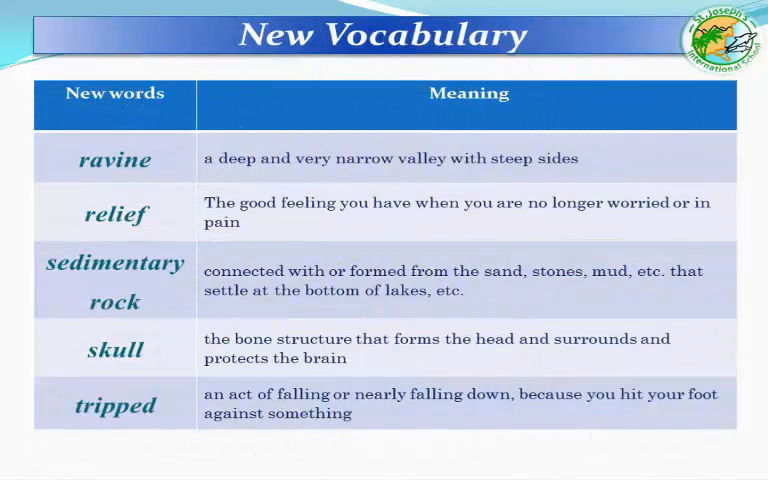 New Vocabulary
St. Joseph's
International School
New words
Meaning
ravine
a deep and very narrow valley with steep sides
relief
The good feeling you have when you are no longer worried or in
pain
sedimentary
rock
connected with or formed from the sand, stones, mud, etc. that
settle at the bottom of lakes, etc.
skull
the bone structure that forms the head and surrounds and
protects the brain
tripped
an act of falling or nearly falling down, because you hit your foot
against something